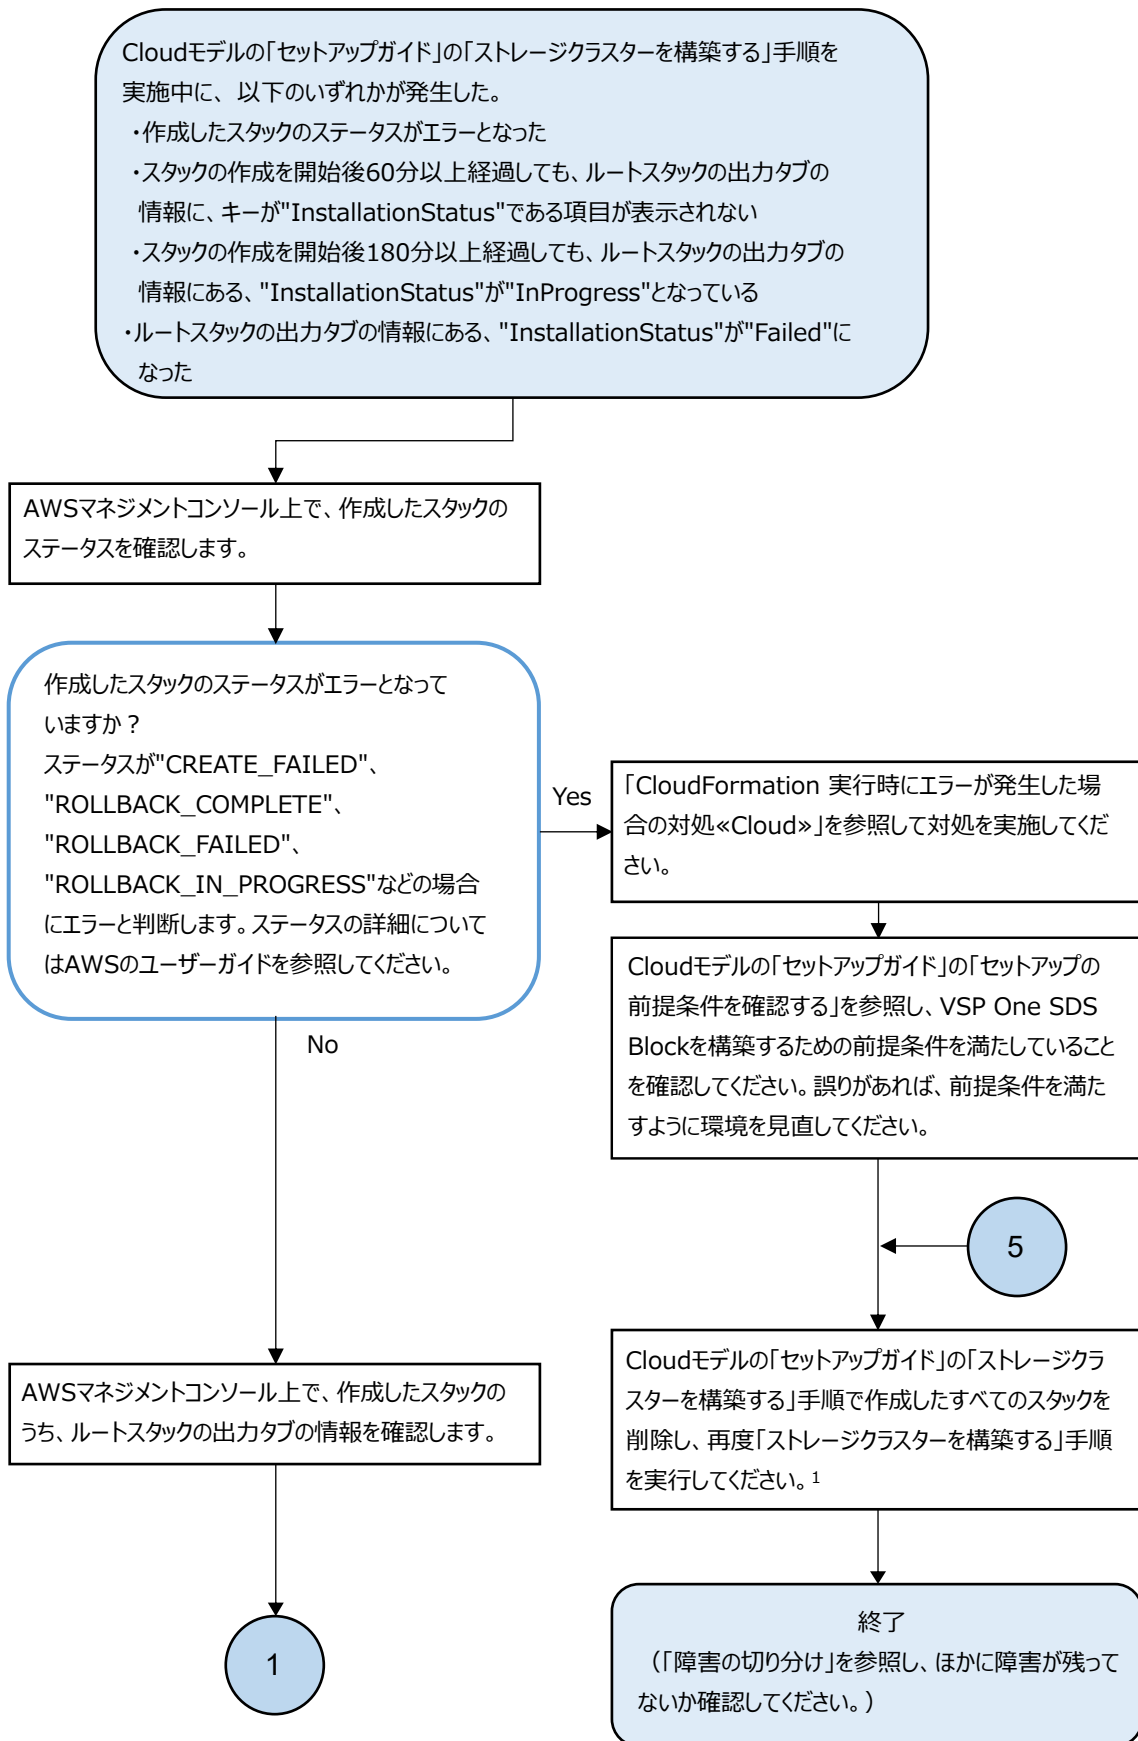 Cloudモデルの「セットアップガイド」の「ストレージクラスターを構築する」手順を
実施中に、以下のいずれかが発生した。
・作成したスタックのステータスがエラーとなった
・スタックの作成を開始後60分以上経過しても、ルートスタックの出力タブの
情報に、キーが"InstallationStatus"である項目が表示されない
・スタックの作成を開始後180分以上経過しても、ルートスタックの出力タブの
情報にある、"InstallationStatus"が"InProgress"となっている
・ルートスタックの出力タブの情報にある、"InstallationStatus"が"Failed"に
なった
AWSマネジメントコンソール上で、作成したスタックの
ステータスを確認します。
作成したスタックのステータスがエラーとなって
いますか？
ステータスが"CREATE_FAILED"、
"ROLLBACK_COMPLETE"、
"ROLLBACK_FAILED"、
"ROLLBACK_IN_PROGRESS"などの場合
にエラーと判断します。ステータスの詳細について
はAWSのユーザーガイドを参照してください。
Yes
「CloudFormation 実行時にエラーが発生した場
合の対処≪Cloud≫」を参照して対処を実施してくだ
さい。
Cloudモデルの「セットアップガイド」の「セットアップの
前提条件を確認する」を参照し、VSP One SDS
Blockを構築するための前提条件を満たしていること
を確認してください。誤りがあれば、前提条件を満た
すように環境を見直してください。
No
5
AWSマネジメントコンソール上で、作成したスタックの
うち、ルートスタックの出力タブの情報を確認します。
Cloudモデルの「セットアップガイド」の「ストレージクラ
スターを構築する」手順で作成したすべてのスタックを
削除し、再度「ストレージクラスターを構築する」手順
を実行してください。1
1
終了
（「障害の切り分け」を参照し、ほかに障害が残って
ないか確認してください。）